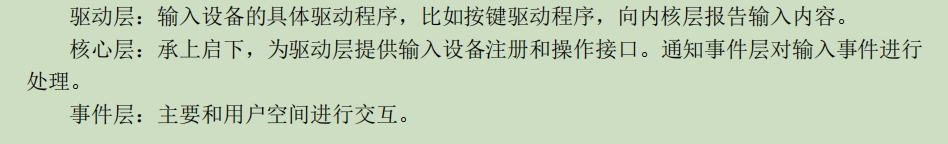 驱动层：输入设备的具体驱动程序，比如按键驱动程序，向内核层报告输入内容。
核心层：承上启下，为驱动层提供输入设备注册和操作接口。通知事件层对输入事件进行
处理。
事件层：主要和用户空间进行交互。